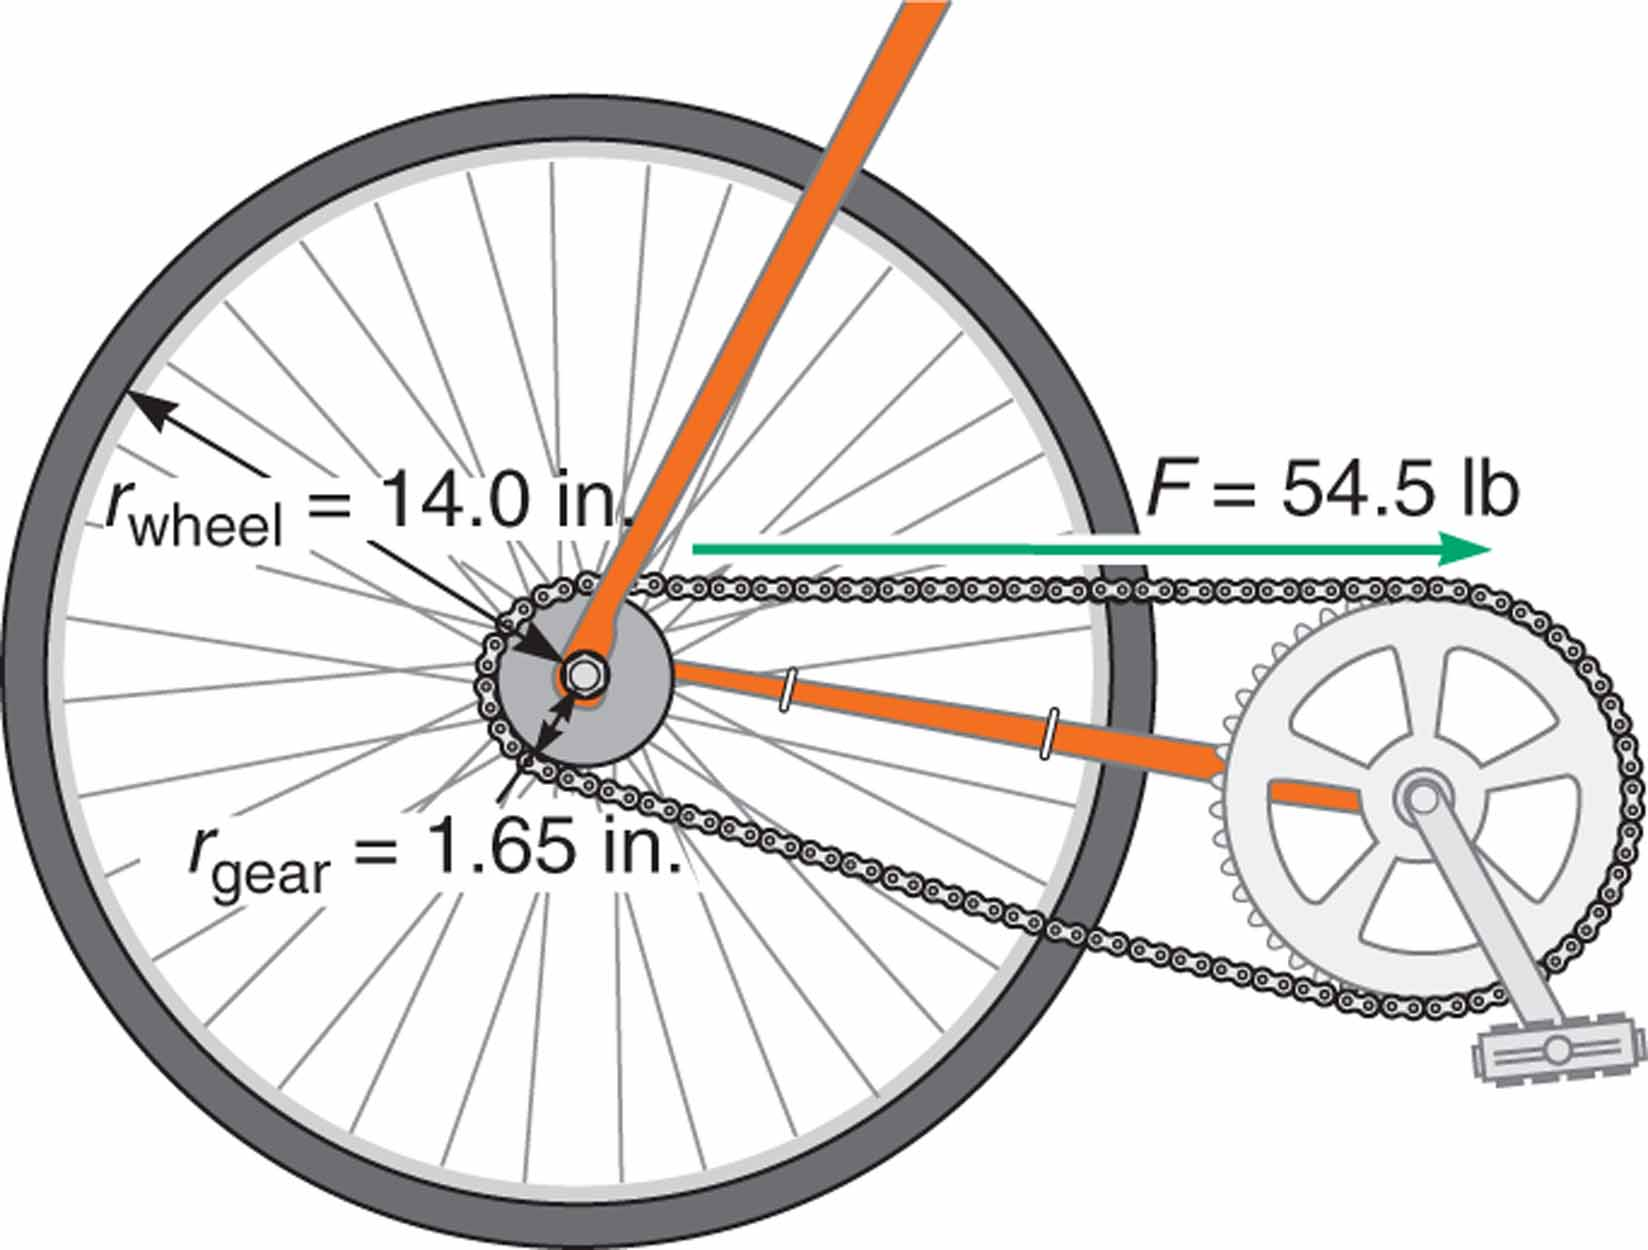 r_wheel = 14.0 in.
F = 54.5 lb
r_gear = 1.65 in.